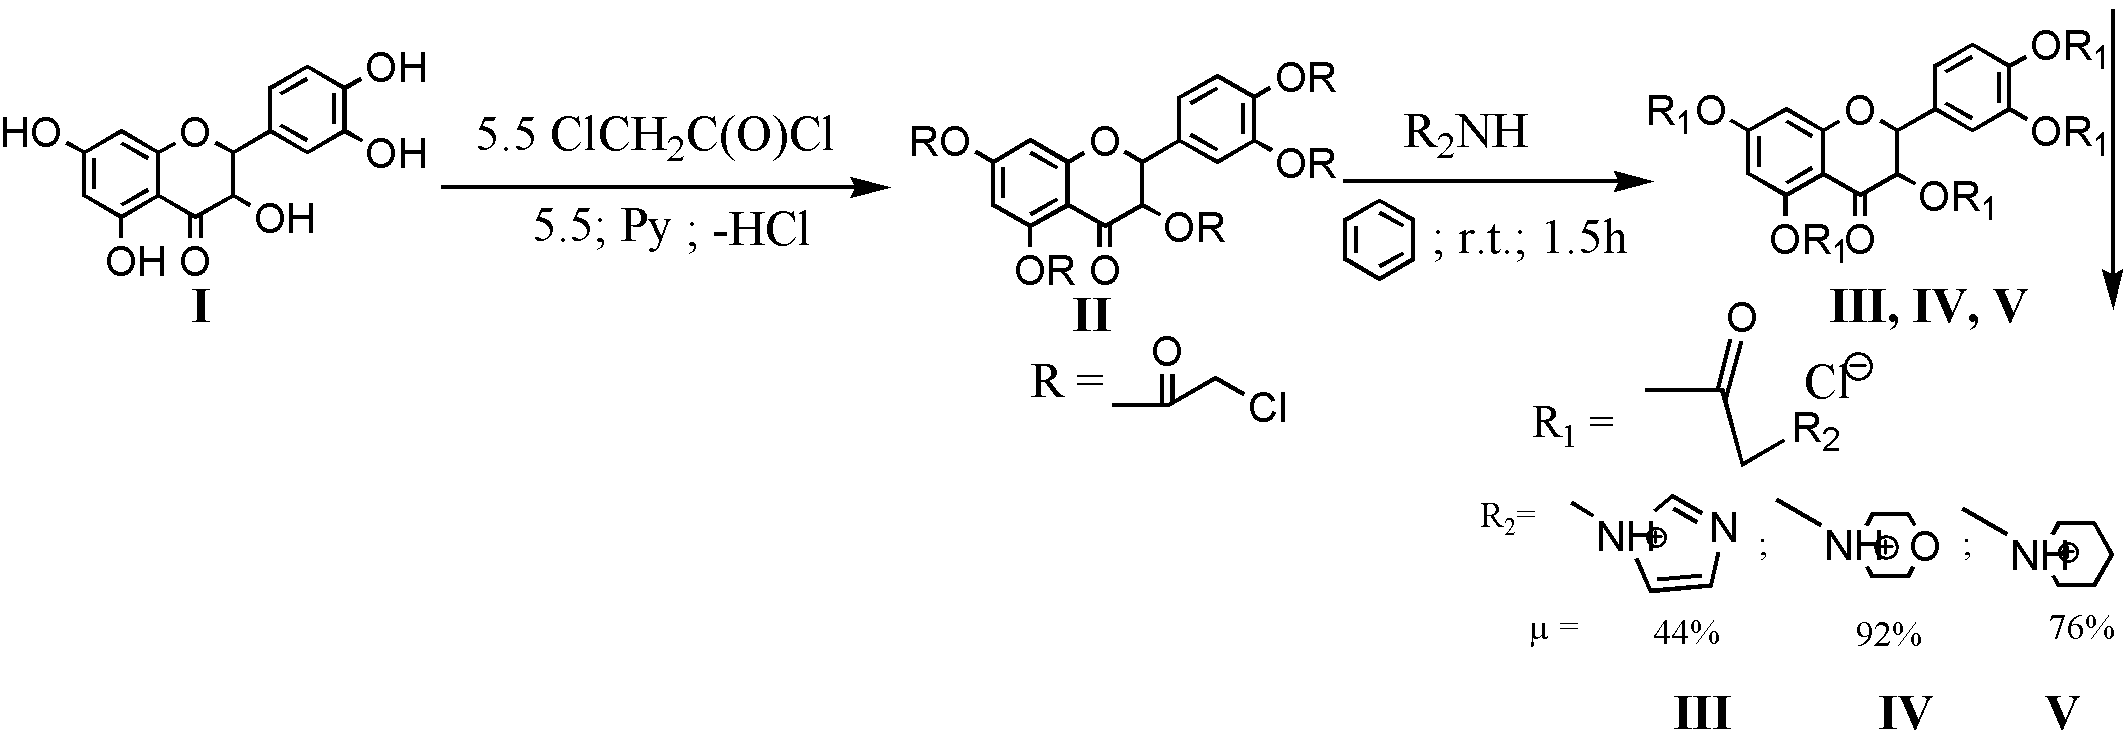 OH
HO
O
OH
OH
O
OH
I
5.5 ClCH₂C(O)Cl
5.5; Py ; -HCl
OR
RO
O
OR
OR
O
OR
II
R =
O
Cl
R₂NH
; r.t.; 1.5h
OR₁
R₁O
O
OR₁
OR₁
OR₁
O
III, IV, V
R₁ =
O
Cl⊖
R₂
R₂=
NH⊕
N
;
NH⊕
O
;
NH⊕
μ =
44%
92%
76%
III
IV
V